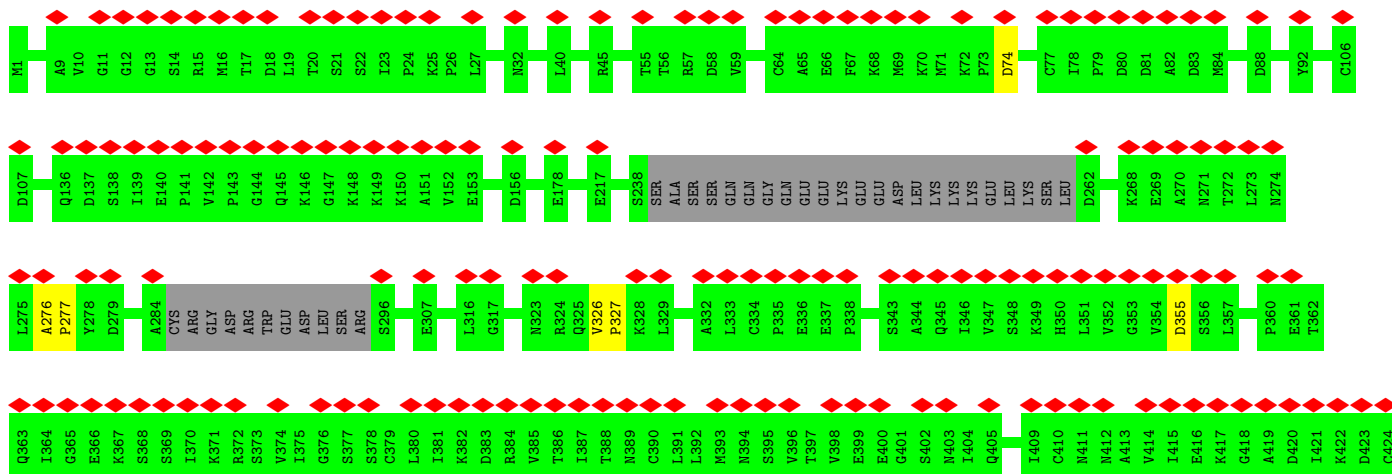 M1 A9 V10 G11 G12 G13 S14 R15 M16 T17 D18 L19 T20 S21 S22 I23 P24 K25 P26 L27 N32 L40 R45 T55 T56 R57 D58 V59 C64 A65 E66 F67 K68 M69 K70 M71 K72 P73 D74 C77 I78 P79 D80 D81 A82 D83 M84 D88 Y92 C106
D107 Q136 D137 S138 I139 E140 P141 V142 P143 G144 Q145 K146 G147 K148 K149 K150 A151 V152 E153 D156 E178 E217 S238 SER ALA SER SER GLN GLN GLY GLN GLU GLU LYS GLU GLU ASP LEU LYS LYS LYS LYS GLU LEU LEU LYS SER LEU D262 K268 E269 A270 N271 T272 L273 N274
L275 A276 P277 Y278 D279 A284 CYS ARG GLY ASP ARG TRP GLU ASP LEU SER ARG S296 E307 L316 G317 N323 R324 Q325 V326 P327 K328 L329 A332 L333 C334 P335 E336 E337 P338 S343 A344 Q345 I346 V347 S348 K349 H350 L351 V352 G353 V354 D355 S356 L357 P360 E361 T362
Q363 I364 G365 E366 K367 S368 S369 I370 K371 R372 S373 V374 I375 G376 S377 S378 C379 L380 I381 K382 D383 R384 V385 T386 I387 T388 N389 C390 L391 L392 M393 N394 S395 V396 T397 V398 E399 E400 G401 S402 N403 I404 Q405 I409 C410 N411 N412 A413 V414 I415 E416 K417 G418 A419 D420 I421 K422 D423 C424